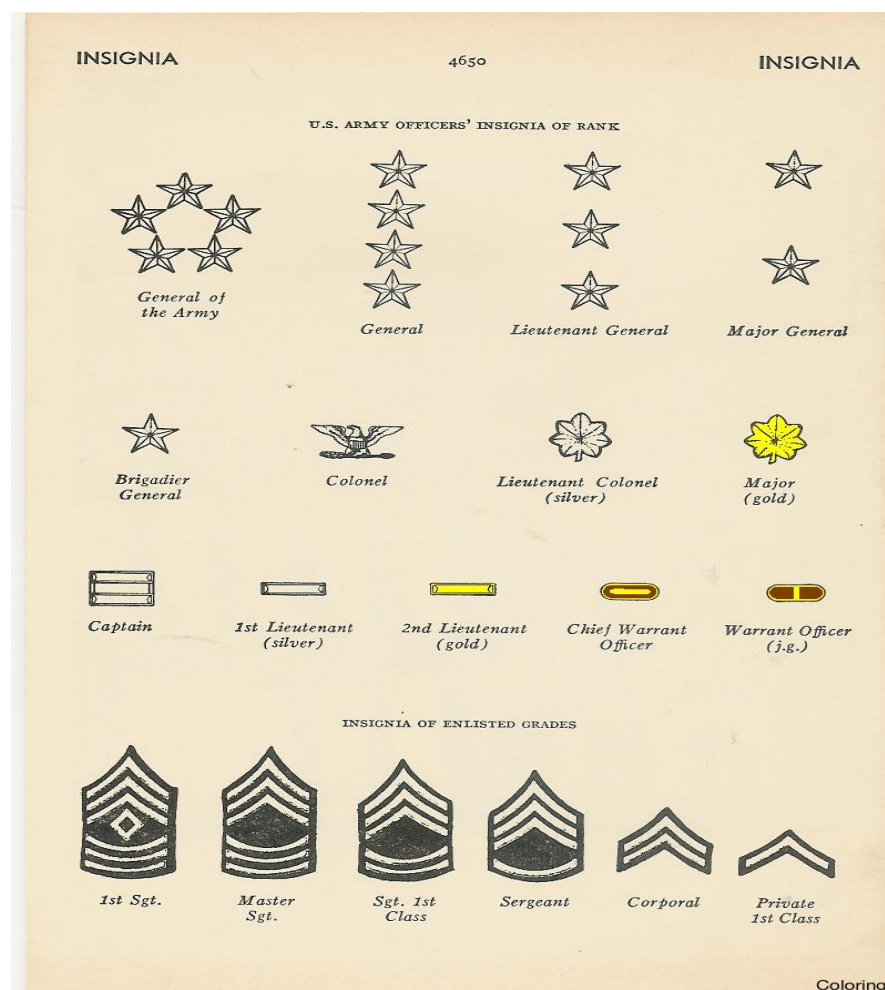 INSIGNIA 4650 INSIGNIA
U.S. ARMY OFFICERS' INSIGNIA OF RANK
General of
the Army
General
Lieutenant General
Major General
Brigadier
General
Colonel
Lieutenant Colonel
(silver)
Major
(gold)
Captain
1st Lieutenant
(silver)
2nd Lieutenant
(gold)
Chief Warrant
Officer
Warrant Officer
(j.g.)
INSIGNIA OF ENLISTED GRADES
1st Sgt.
Master
Sgt.
Sgt. 1st
Class
Sergeant
Corporal
Private
1st Class
Coloring